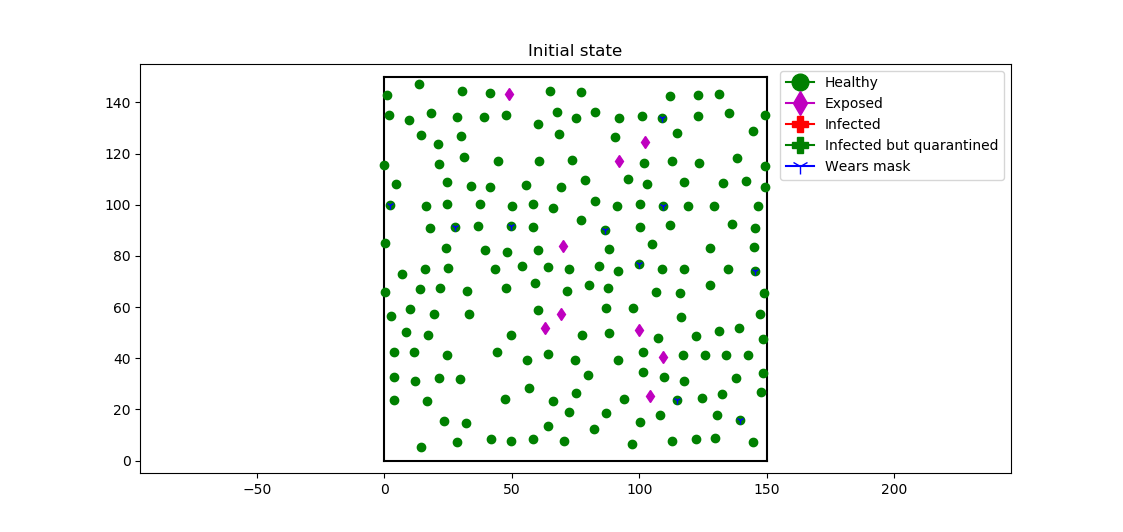 Initial state
Healthy
Exposed
Infected
Infected but quarantined
Wears mask
140
120
100
80
60
40
20
0
−50
0
50
100
150
200